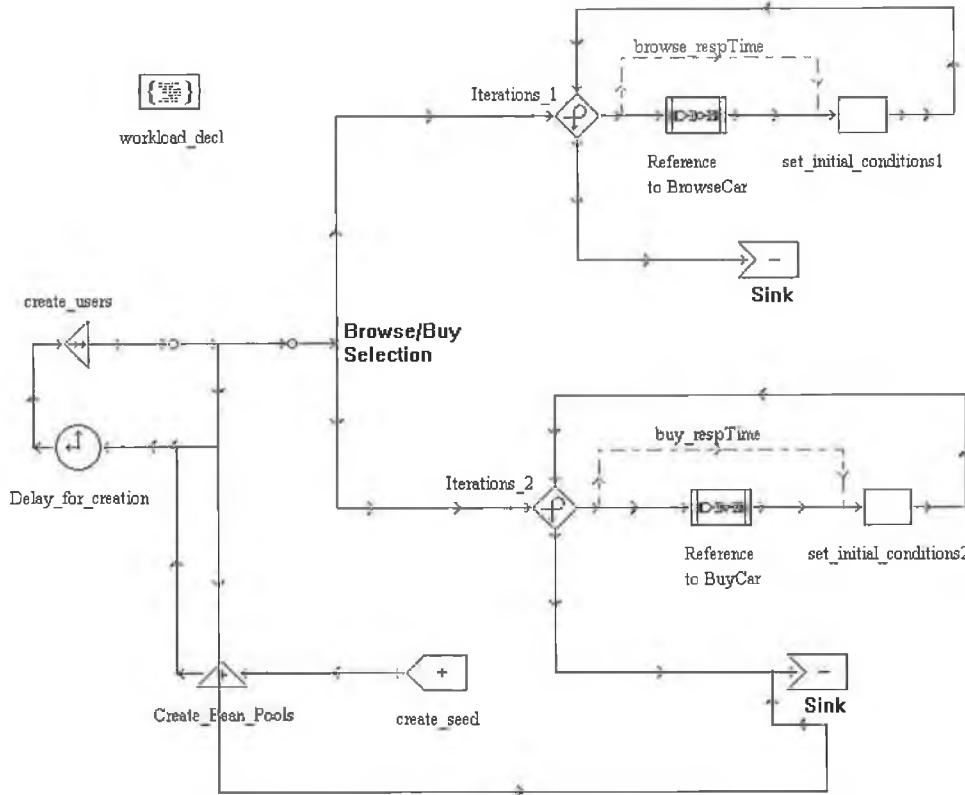 browse_respTime
Iterations_1
workload_decl
Reference
to BrowseCar
set_initial_conditions1
Sink
create_users
Browse/Buy
Selection
buy_respTime
Iterations_2
Delay_for_creation
Reference
to BuyCar
set_initial_conditions2
Create_Bean_Pools
create_seed
Sink